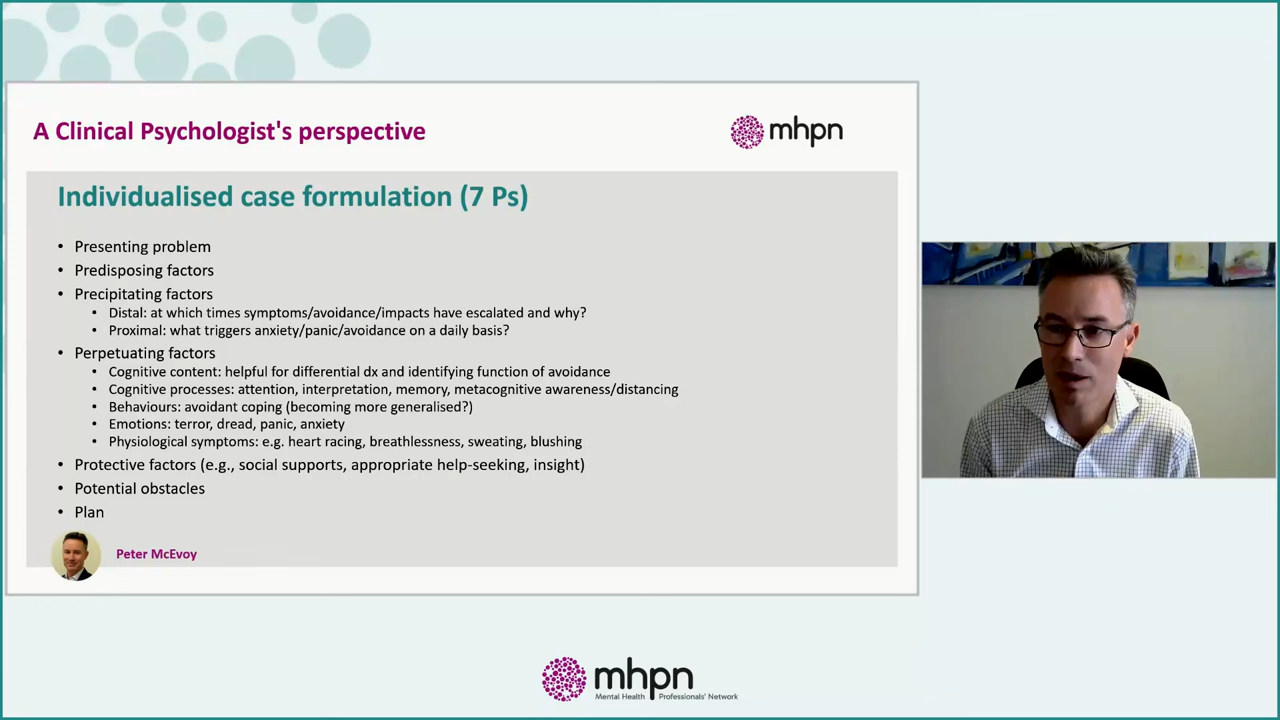 A Clinical Psychologist's perspective
mhpn
Individualised case formulation (7 Ps)
• Presenting problem
• Predisposing factors
• Precipitating factors
• Distal: at which times symptoms/avoidance/impacts have escalated and why?
• Proximal: what triggers anxiety/panic/avoidance on a daily basis?
• Perpetuating factors
• Cognitive content: helpful for differential dx and identifying function of avoidance
• Cognitive processes: attention, interpretation, memory, metacognitive awareness/distancing
• Behaviours: avoidant coping (becoming more generalised?)
• Emotions: terror, dread, panic, anxiety
• Physiological symptoms: e.g. heart racing, breathlessness, sweating, blushing
• Protective factors (e.g., social supports, appropriate help-seeking, insight)
• Potential obstacles
• Plan
Peter McEvoy
mhpn
Mental Health Professionals' Network